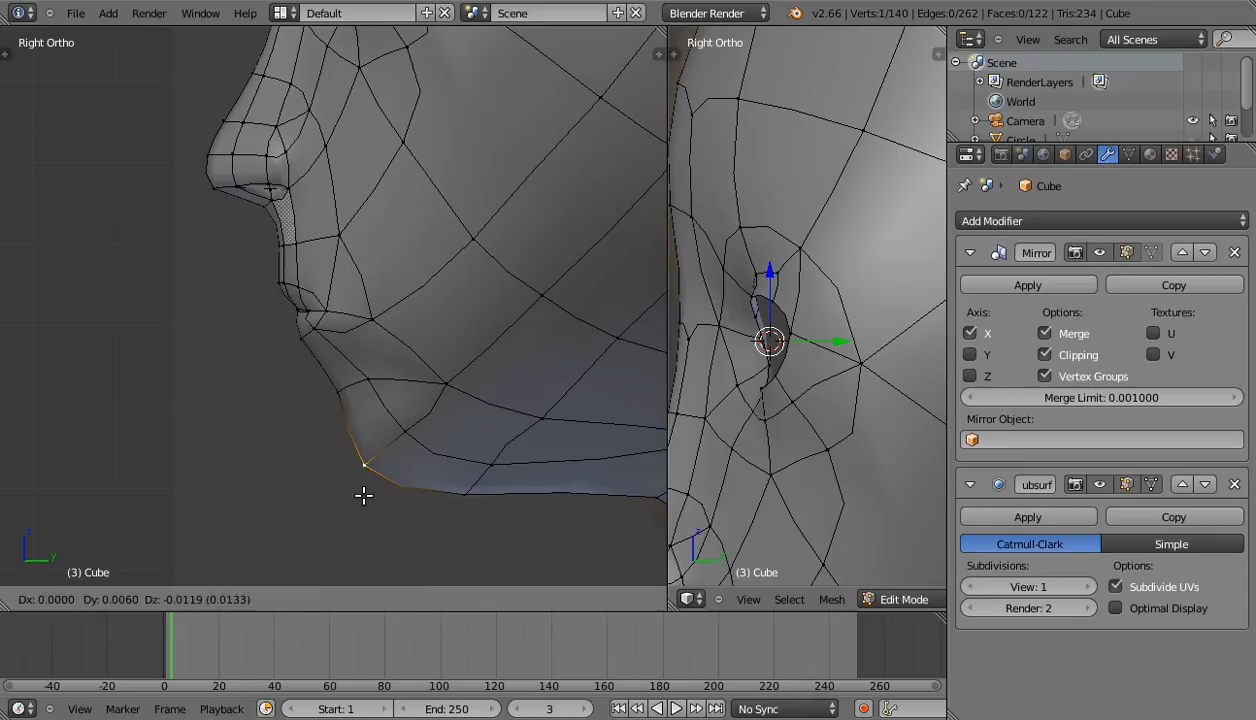 File Add Render Window Help Default Scene Blender Render v2.66 | Verts:1/140 | Edges:0/262 | Faces:0/122 | Tris:234 | Cube
Right Ortho
Right Ortho
View Search All Scenes
Scene
RenderLayers |
World
Camera |
Cube
Add Modifier
Mirror
Apply Copy
Axis: Options: Textures:
X Merge U
Y Clipping V
Z Vertex Groups
Merge Limit: 0.001000
Mirror Object:
ubsurf
Apply Copy
Catmull-Clark Simple
Subdivisions: Options:
View: 1 Subdivide UVs
Render: 2 Optimal Display
z
y
(3) Cube
z
(3) Cube
Dx: 0.0000 Dy: 0.0060 Dz: -0.0119 (0.0133)
View Select Mesh Edit Mode
-40 -20 0 20 40 60 80 100 120 140 160 180 200 220 240 260
View Marker Frame Playback Start: 1 End: 250 3 No Sync